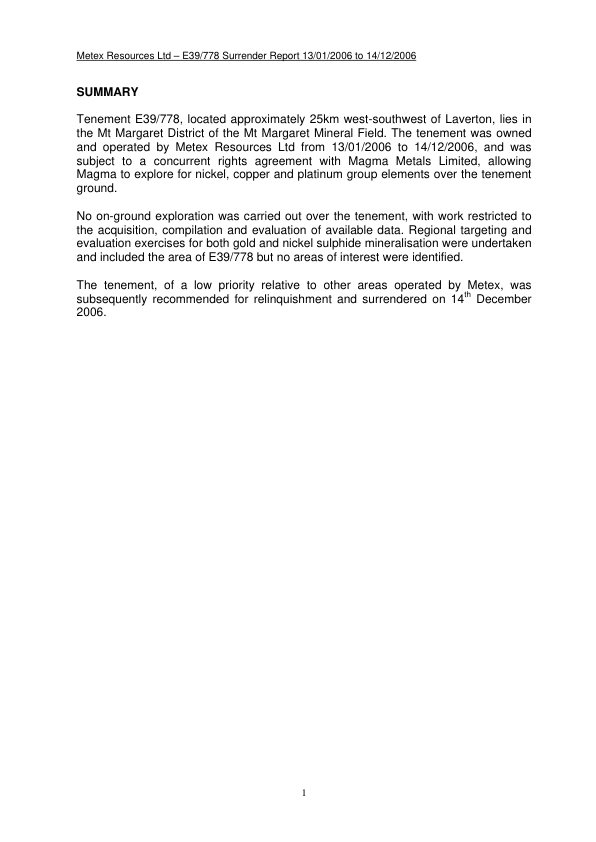 Metex Resources Ltd – E39/778 Surrender Report 13/01/2006 to 14/12/2006
SUMMARY
Tenement E39/778, located approximately 25km west-southwest of Laverton, lies in
the Mt Margaret District of the Mt Margaret Mineral Field. The tenement was owned
and operated by Metex Resources Ltd from 13/01/2006 to 14/12/2006, and was
subject to a concurrent rights agreement with Magma Metals Limited, allowing
Magma to explore for nickel, copper and platinum group elements over the tenement
ground.
No on-ground exploration was carried out over the tenement, with work restricted to
the acquisition, compilation and evaluation of available data. Regional targeting and
evaluation exercises for both gold and nickel sulphide mineralisation were undertaken
and included the area of E39/778 but no areas of interest were identified.
The tenement, of a low priority relative to other areas operated by Metex, was
subsequently recommended for relinquishment and surrendered on 14th December
2006.
1